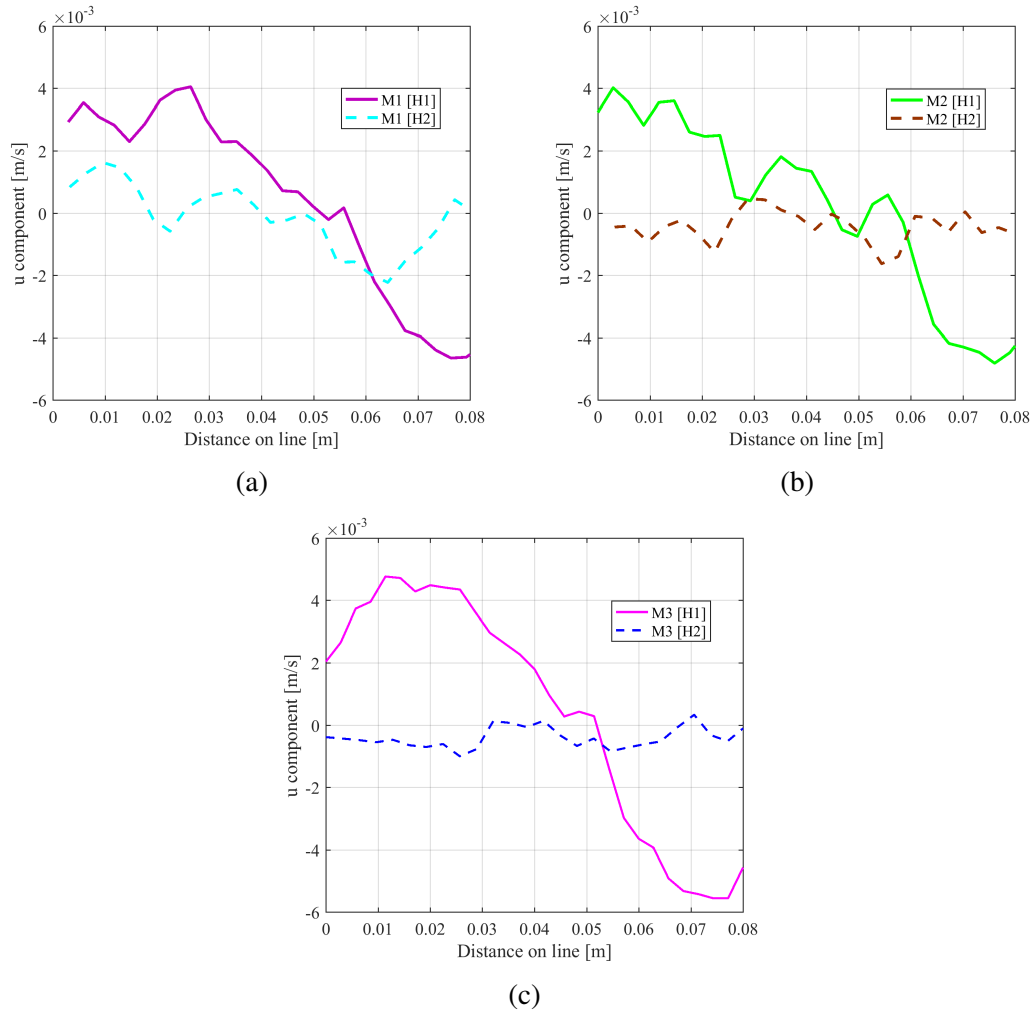 ×10-3
6
4
2
0
-2
-4
-6
u component [m/s]
M1 [H1]
M1 [H2]
0 0.01 0.02 0.03 0.04 0.05 0.06 0.07 0.08
Distance on line [m]
(a)
×10-3
6
4
2
0
-2
-4
-6
u component [m/s]
M2 [H1]
M2 [H2]
0 0.01 0.02 0.03 0.04 0.05 0.06 0.07 0.08
Distance on line [m]
(b)
×10-3
6
4
2
0
-2
-4
-6
u component [m/s]
M3 [H1]
M3 [H2]
0 0.01 0.02 0.03 0.04 0.05 0.06 0.07 0.08
Distance on line [m]
(c)